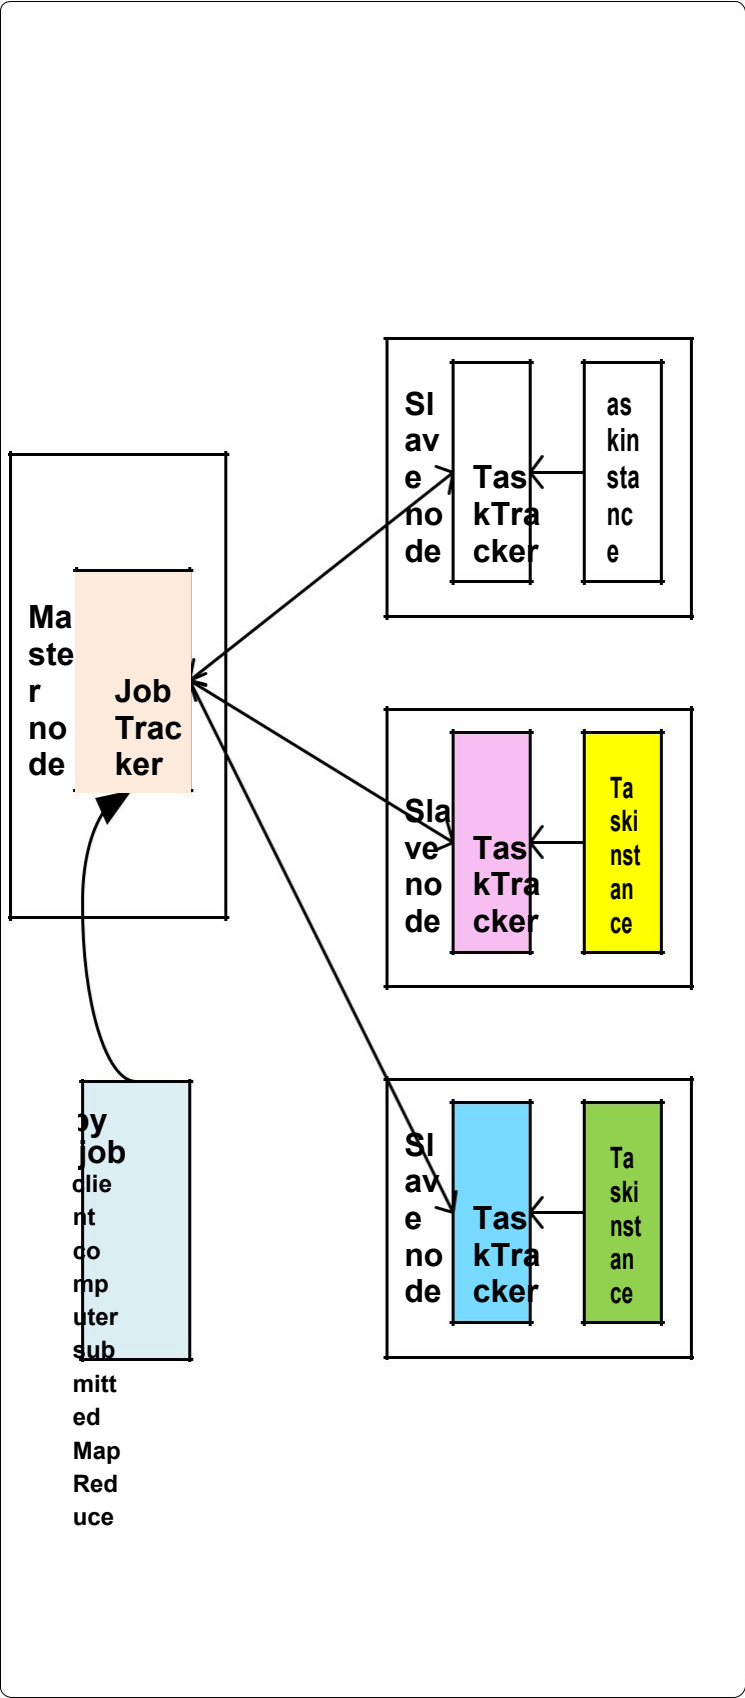 Sl
av
e
no
de
Tas
kTra
cker
as
kin
sta
nc
e
Ma
ste
r
no
de
Job
Trac
ker
Sla
ve
no
de
Tas
kTra
cker
Ta
ski
nst
an
ce
by
job
clie
nt
co
mp
uter
sub
mitt
ed
Map
Red
uce
Sl
av
e
no
de
Tas
kTra
cker
Ta
ski
nst
an
ce